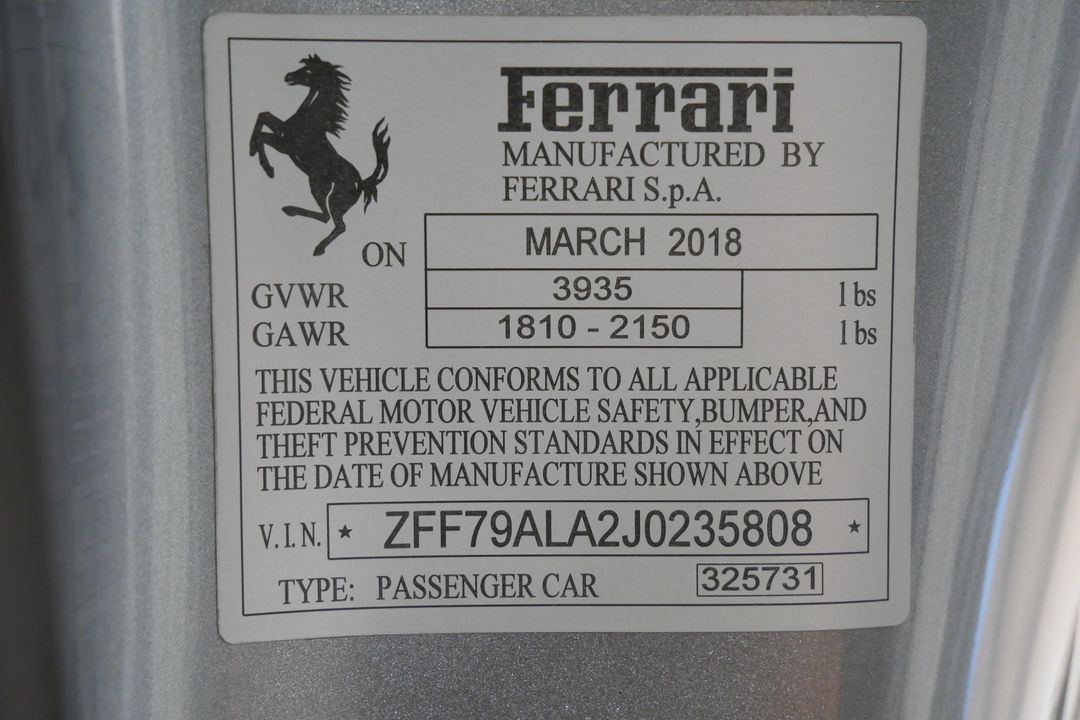 Ferrari
MANUFACTURED BY
FERRARI S.p.A.
ON MARCH 2018
GVWR 3935 lbs
GAWR 1810 - 2150 lbs
THIS VEHICLE CONFORMS TO ALL APPLICABLE
FEDERAL MOTOR VEHICLE SAFETY,BUMPER,AND
THEFT PREVENTION STANDARDS IN EFFECT ON
THE DATE OF MANUFACTURE SHOWN ABOVE
V.I.N. ★ ZFF79ALA2J0235808 ★
TYPE: PASSENGER CAR 325731